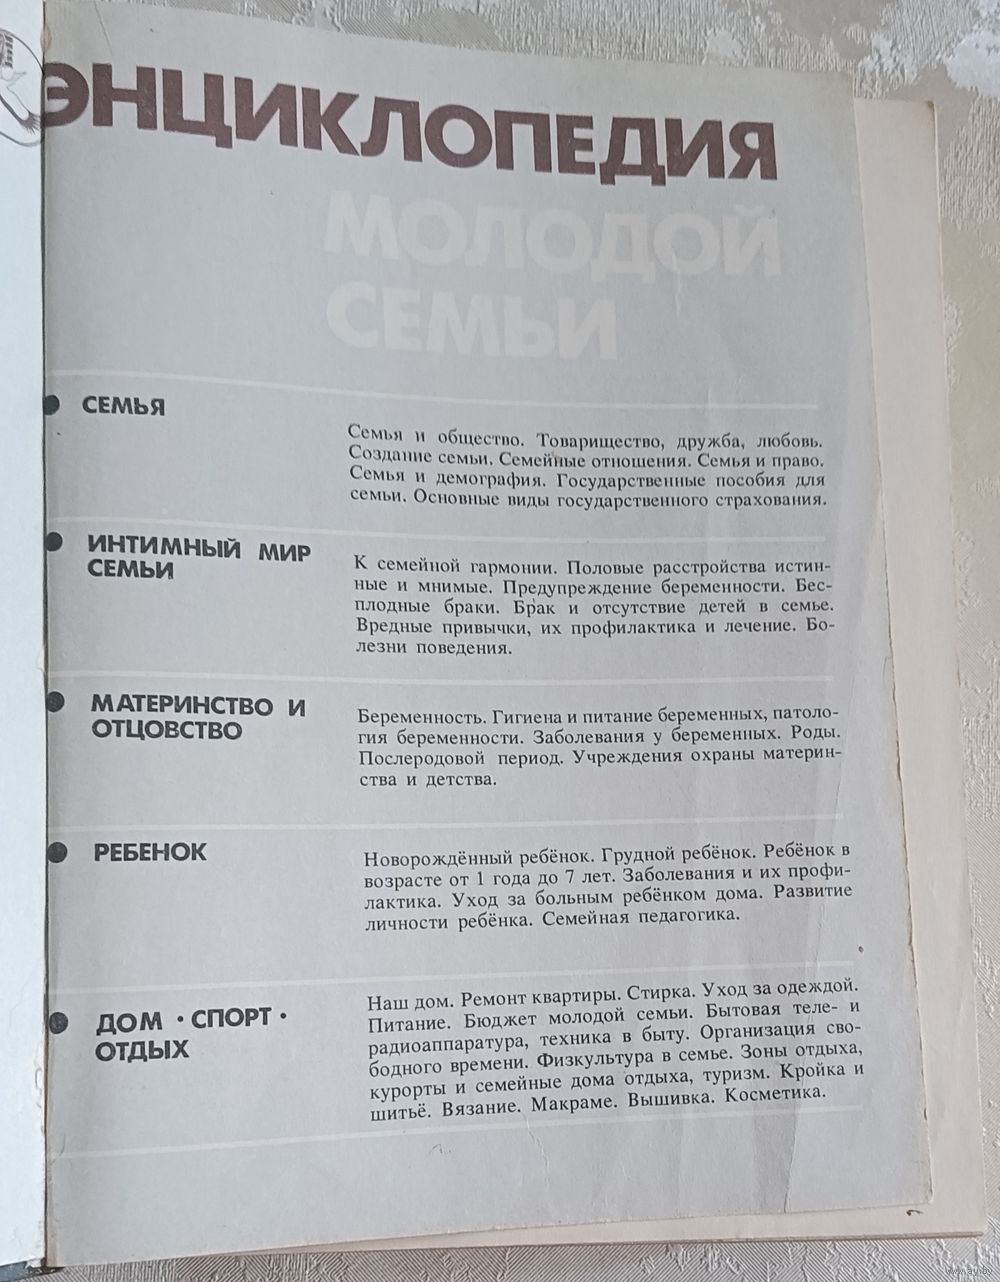 ЭНЦИКЛОПЕДИЯ
МОЛОДОЙ
СЕМЬИ
СЕМЬЯ
Семья и общество. Товарищество, дружба, любовь.
Создание семьи. Семейные отношения. Семья и право.
Семья и демография. Государственные пособия для
семьи. Основные виды государственного страхования.
ИНТИМНЫЙ МИР
СЕМЬИ
К семейной гармонии. Половые расстройства истин-
ные и мнимые. Предупреждение беременности. Бес-
плодные браки. Брак и отсутствие детей в семье.
Вредные привычки, их профилактика и лечение. Бо-
лезни поведения.
МАТЕРИНСТВО И
ОТЦОВСТВО
Беременность. Гигиена и питание беременных, патоло-
гия беременности. Заболевания у беременных. Роды.
Послеродовой период. Учреждения охраны материн-
ства и детства.
РЕБЕНОК
Новорождённый ребёнок. Грудной ребёнок. Ребёнок в
возрасте от 1 года до 7 лет. Заболевания и их профи-
лактика. Уход за больным ребёнком дома. Развитие
личности ребёнка. Семейная педагогика.
ДОМ • СПОРТ •
ОТДЫХ
Наш дом. Ремонт квартиры. Стирка. Уход за одеждой.
Питание. Бюджет молодой семьи. Бытовая теле- и
радиоаппаратура, техника в быту. Организация сво-
бодного времени. Физкультура в семье. Зоны отдыха,
курорты и семейные дома отдыха, туризм. Кройка и
шитьё. Вязание. Макраме. Вышивка. Косметика.